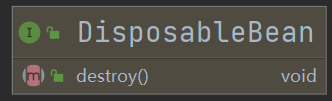 I DisposableBean
m destroy() void